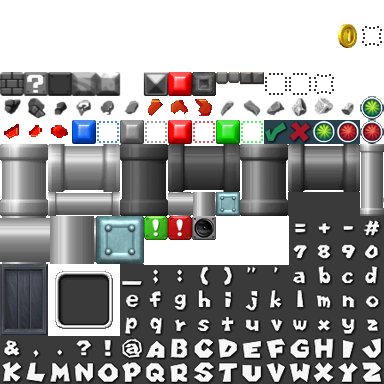 ?
! ! = + - #
7 8 9 0
_ ; : ( ) " ' a b c d
e f g h i j k l m n o
p q r s t u v w x y z
& , . ? ! @ A B C D E F G H I J
K L M N O P Q R S T U V W X Y Z